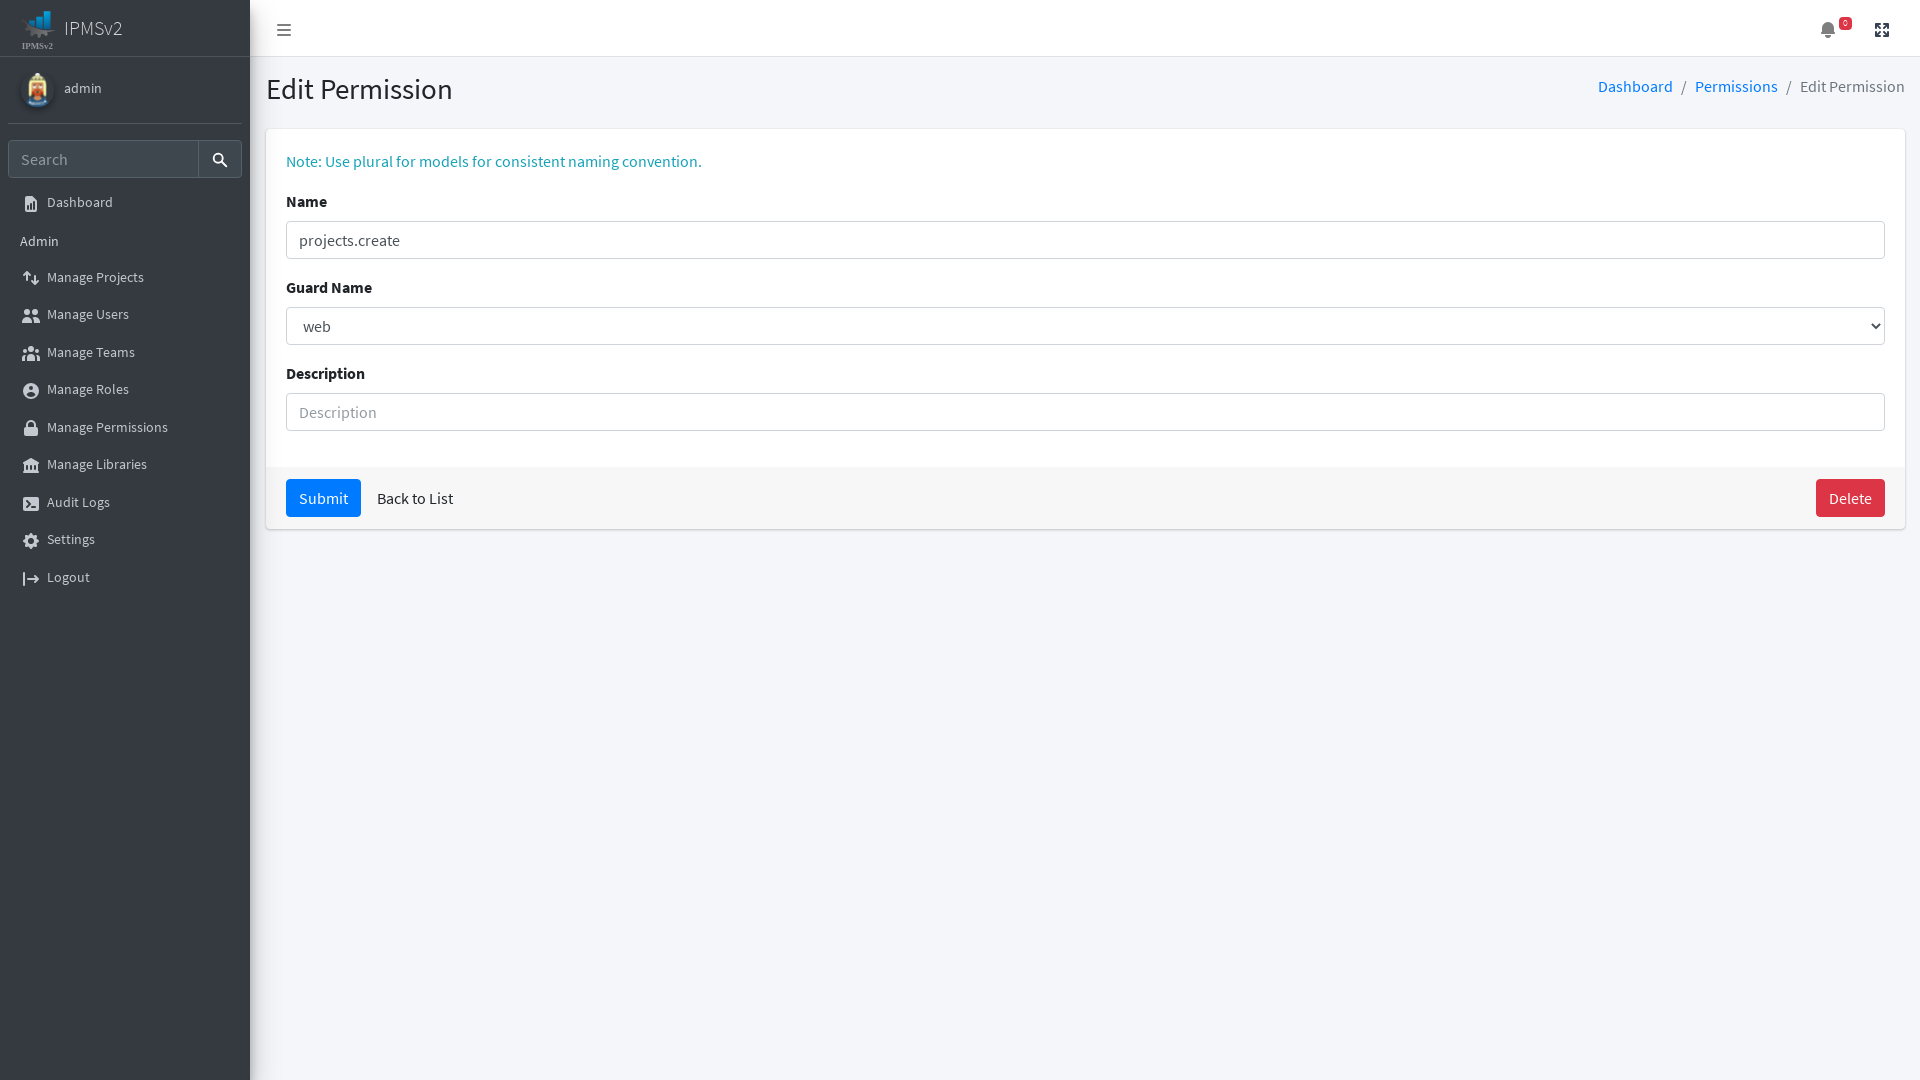 IPMSv2
IPMSv2
0
admin
Edit Permission
Dashboard / Permissions / Edit Permission
Search
Note: Use plural for models for consistent naming convention.
Dashboard
Name
Admin
projects.create
Manage Projects
Guard Name
Manage Users
web
Manage Teams
Description
Manage Roles
Description
Manage Permissions
Manage Libraries
Audit Logs
Submit
Back to List
Delete
Settings
Logout